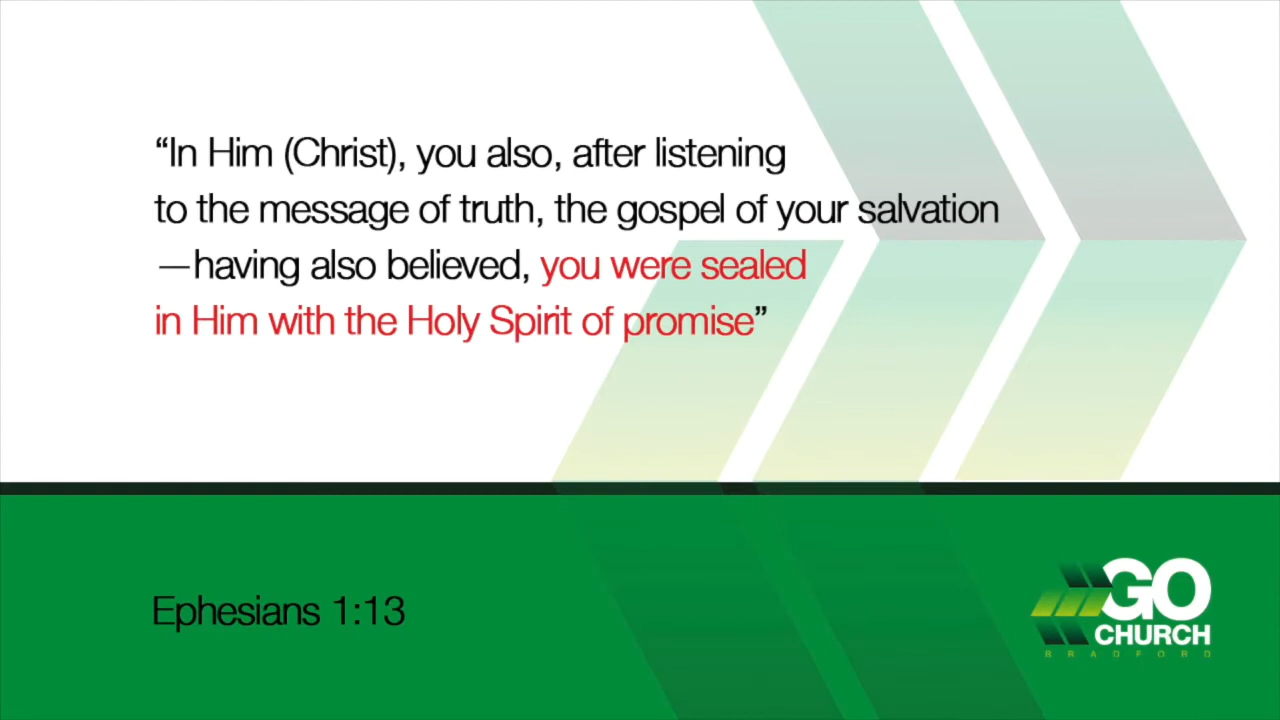 “In Him (Christ), you also, after listening
to the message of truth, the gospel of your salvation
—having also believed, you were sealed
in Him with the Holy Spirit of promise”
Ephesians 1:13
GO
CHURCH
BRADFORD